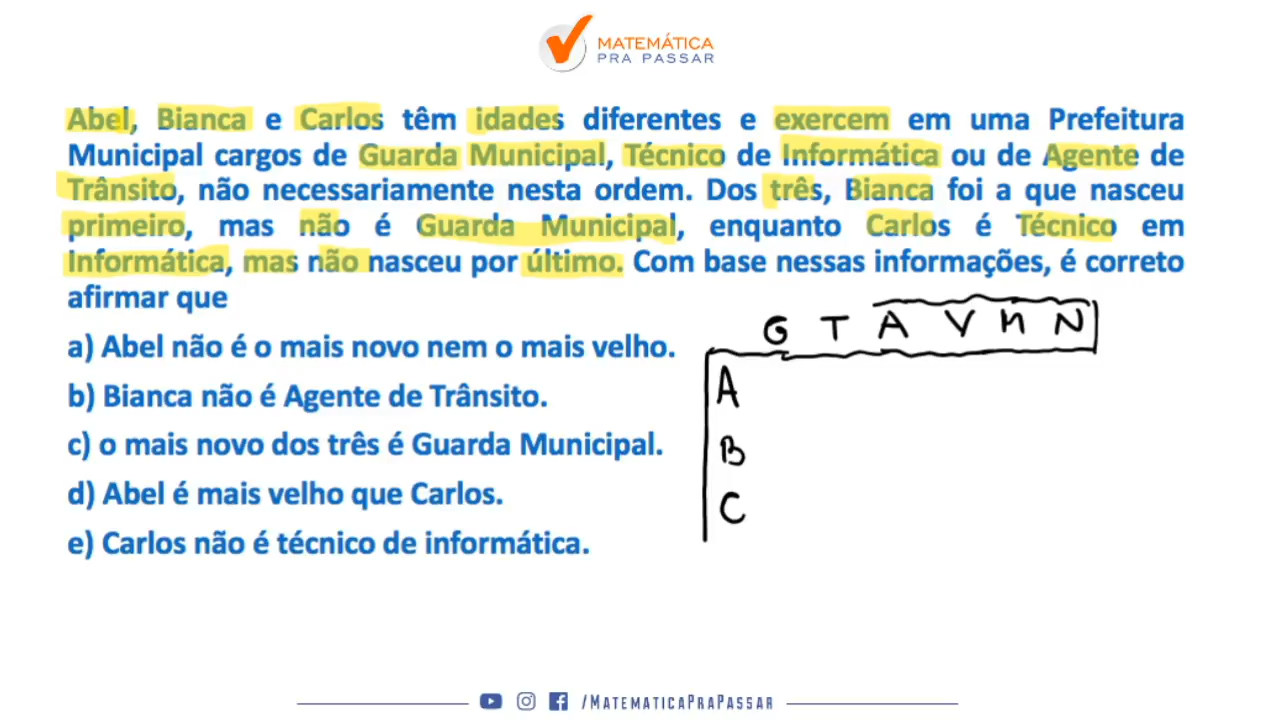 MATEMÁTICA
PRA PASSAR
Abel, Bianca e Carlos têm idades diferentes e exercem em uma Prefeitura
Municipal cargos de Guarda Municipal, Técnico de Informática ou de Agente de
Trânsito, não necessariamente nesta ordem. Dos três, Bianca foi a que nasceu
primeiro, mas não é Guarda Municipal, enquanto Carlos é Técnico em
Informática, mas não nasceu por último. Com base nessas informações, é correto
afirmar que
a) Abel não é o mais novo nem o mais velho.
b) Bianca não é Agente de Trânsito.
c) o mais novo dos três é Guarda Municipal.
d) Abel é mais velho que Carlos.
e) Carlos não é técnico de informática.
G T A V M N
A
B
C
/MATEMATICAPRAPASSAR